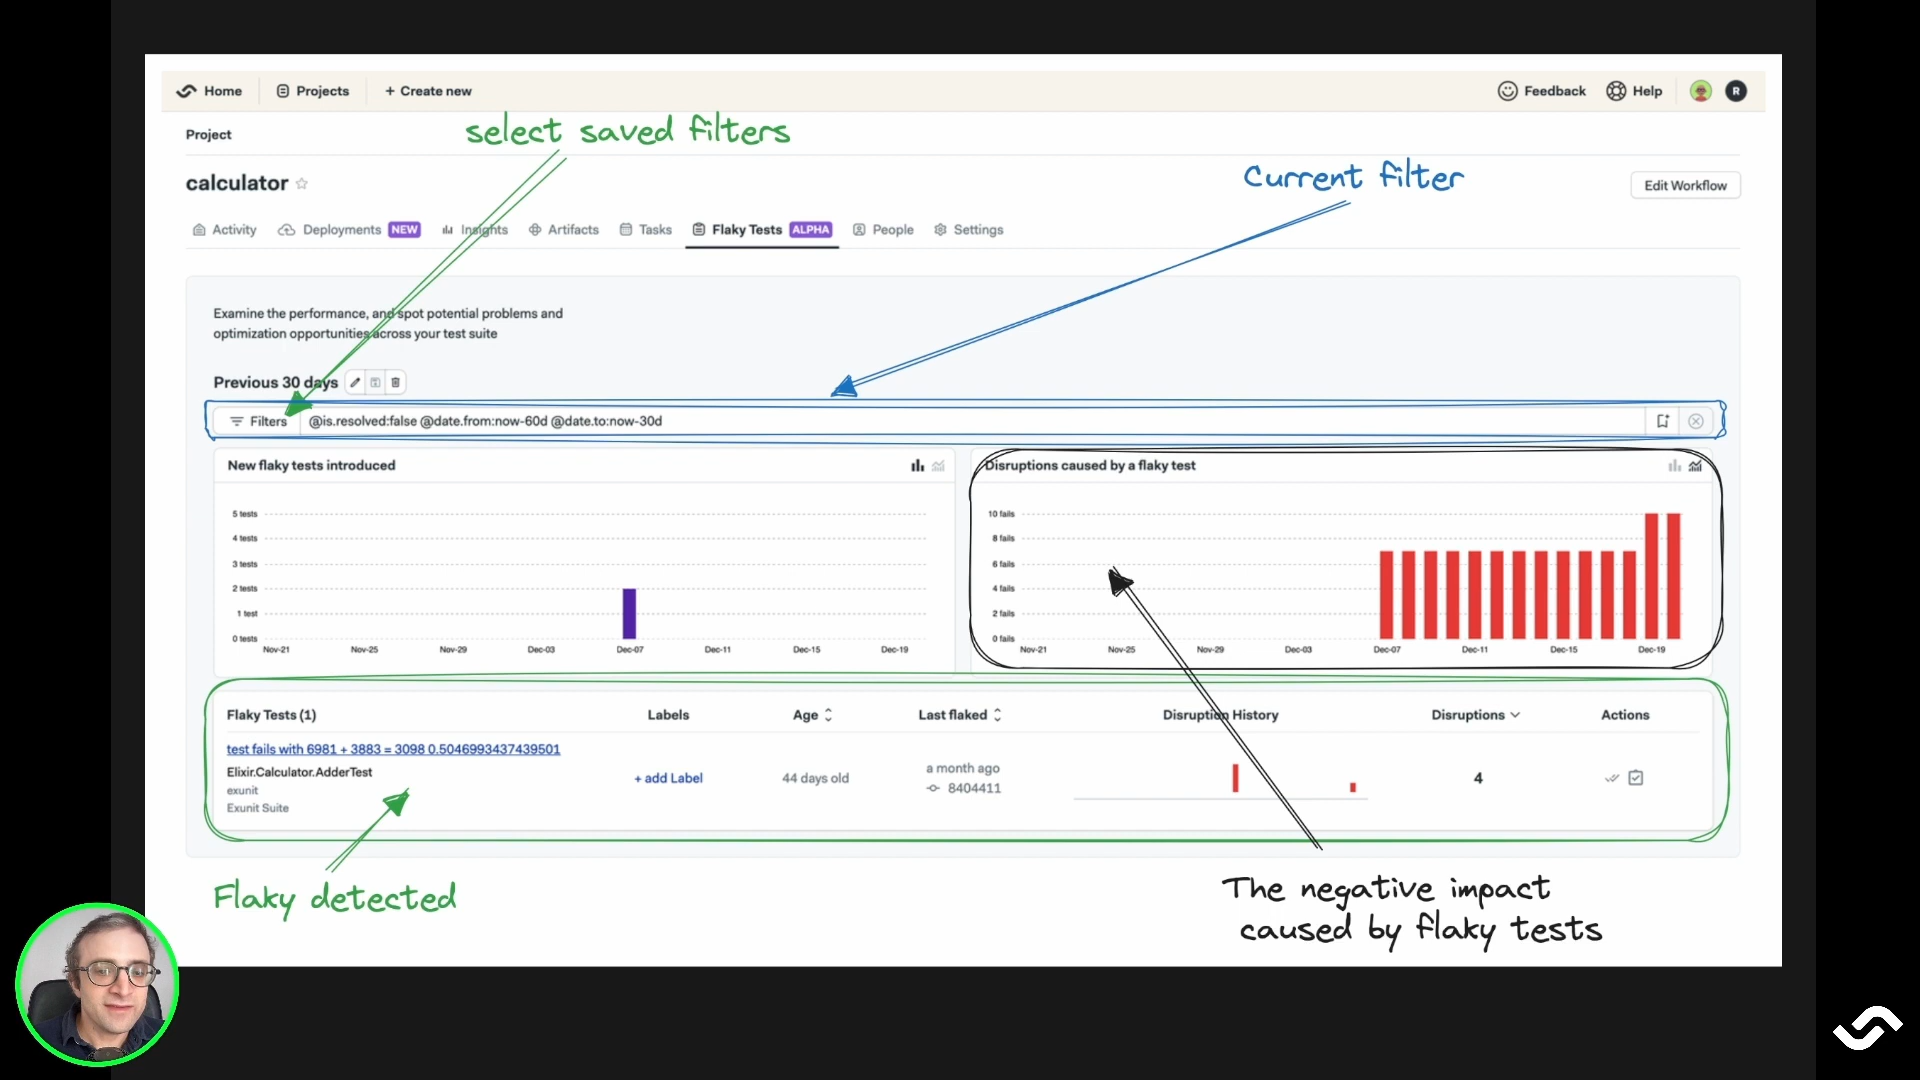 Home
Projects
+ Create new
Feedback
Help
R
Project
select saved filters
calculator
Current filter
Edit Workflow
Activity
Deployments NEW
Insights
Artifacts
Tasks
Flaky Tests ALPHA
People
Settings
Examine the performance, and spot potential problems and
optimization opportunities across your test suite
Previous 30 days
Filters
@is.resolved:false @date.from:now-60d @date.to:now-30d
New flaky tests introduced
5 tests
4 tests
3 tests
2 tests
1 test
0 tests
Nov-21 Nov-25 Nov-29 Dec-03 Dec-07 Dec-11 Dec-15 Dec-19
Disruptions caused by a flaky test
10 fails
8 fails
6 fails
4 fails
2 fails
0 fails
Nov-21 Nov-25 Nov-29 Dec-03 Dec-07 Dec-11 Dec-15 Dec-19
Flaky Tests (1) Labels Age Last flaked Disruption History Disruptions Actions
test fails with 6981 + 3883 = 3098 0.5046993437439501
Elixir.Calculator.AdderTest
exunit
Exunit Suite
+ add Label
44 days old
a month ago
8404411
4
Flaky detected
The negative impact
caused by flaky tests